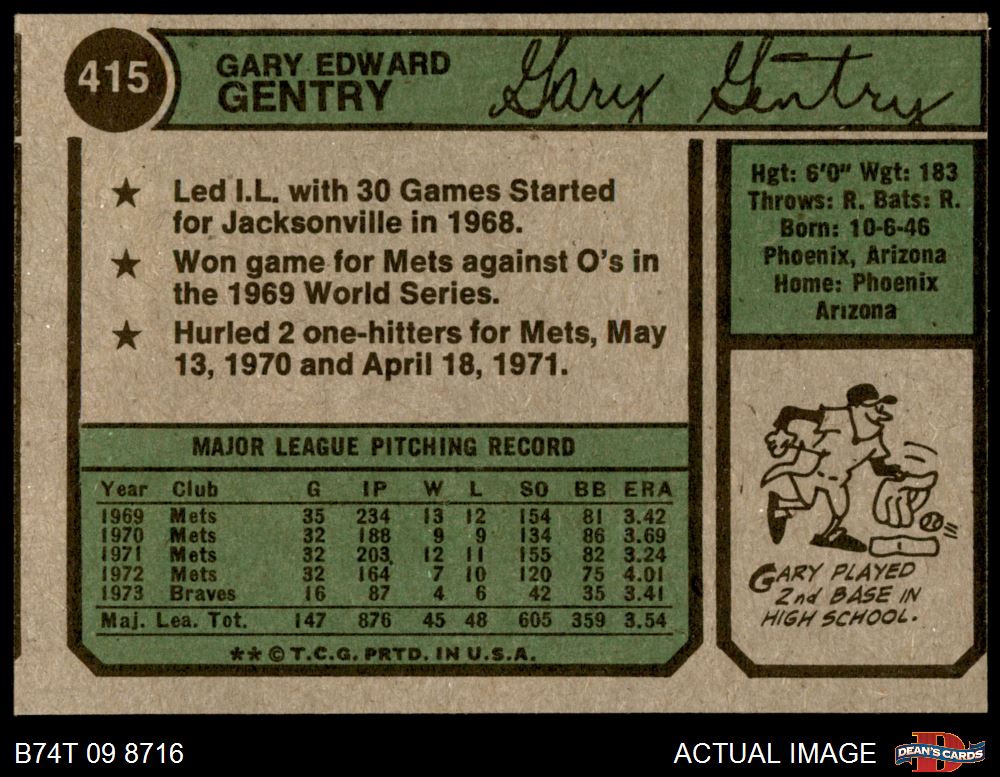 415
GARY EDWARD
GENTRY
Gary Gentry
★ Led I.L. with 30 Games Started
for Jacksonville in 1968.
★ Won game for Mets against O's in
the 1969 World Series.
★ Hurled 2 one-hitters for Mets, May
13, 1970 and April 18, 1971.
Hgt: 6'0" Wgt: 183
Throws: R. Bats: R.
Born: 10-6-46
Phoenix, Arizona
Home: Phoenix
Arizona
MAJOR LEAGUE PITCHING RECORD
Year Club G IP W L SO BB ERA
1969 Mets 35 234 13 12 154 81 3.42
1970 Mets 32 188 9 9 134 86 3.69
1971 Mets 32 203 12 11 155 82 3.24
1972 Mets 32 164 7 10 120 75 4.01
1973 Braves 16 87 4 6 42 35 3.41
Maj. Lea. Tot. 147 876 45 48 605 359 3.54
** © T.C.G. PRTD. IN U.S.A.
GARY PLAYED
2nd BASE IN
HIGH SCHOOL.
B74T 09 8716
ACTUAL IMAGE
D
DEAN'S CARDS